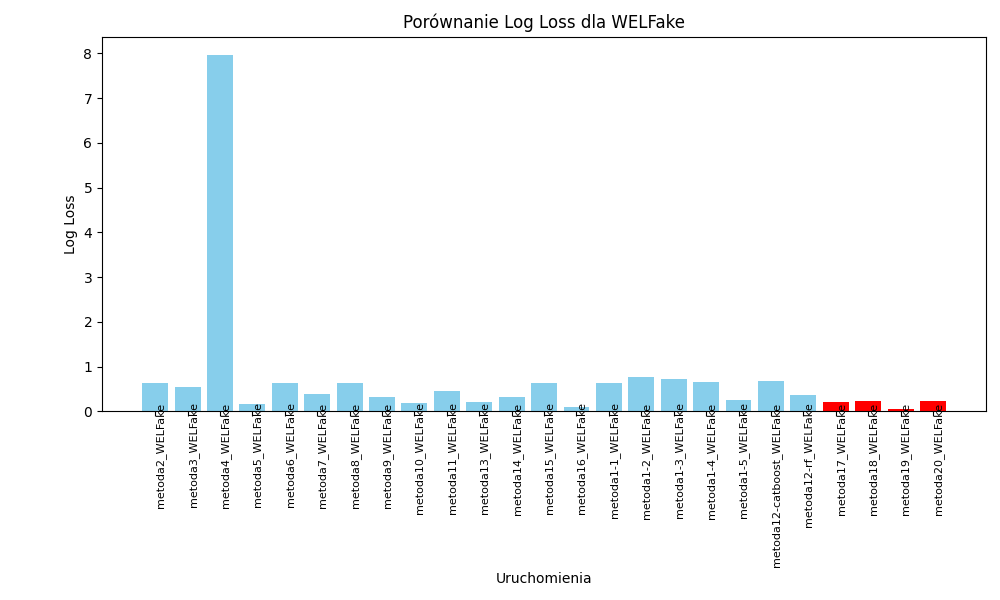 Porównanie Log Loss dla WELFake
Log Loss
8
7
6
5
4
3
2
1
0
metoda2_WELFake
metoda3_WELFake
metoda4_WELFake
metoda5_WELFake
metoda6_WELFake
metoda7_WELFake
metoda8_WELFake
metoda9_WELFake
metoda10_WELFake
metoda11_WELFake
metoda13_WELFake
metoda14_WELFake
metoda15_WELFake
metoda16_WELFake
metoda1-1_WELFake
metoda1-2_WELFake
metoda1-3_WELFake
metoda1-4_WELFake
metoda1-5_WELFake
metoda12-catboost_WELFake
metoda12-rf_WELFake
metoda17_WELFake
metoda18_WELFake
metoda19_WELFake
metoda20_WELFake
Uruchomienia